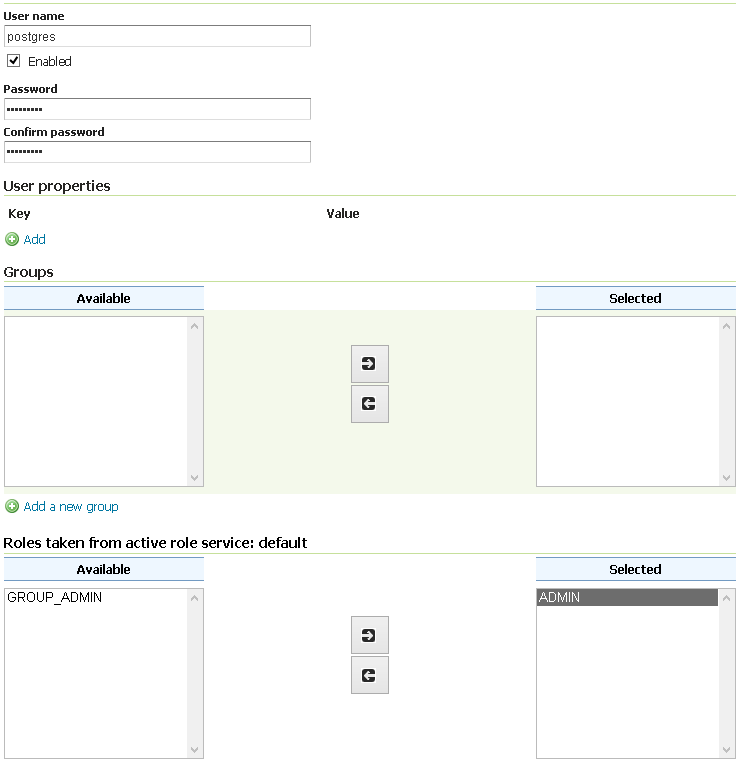 User name
postgres
Enabled
Password
•••••••••
Confirm password
•••••••••
User properties
Key Value
Add
Groups
Available Selected
Add a new group
Roles taken from active role service: default
Available Selected
GROUP_ADMIN ADMIN